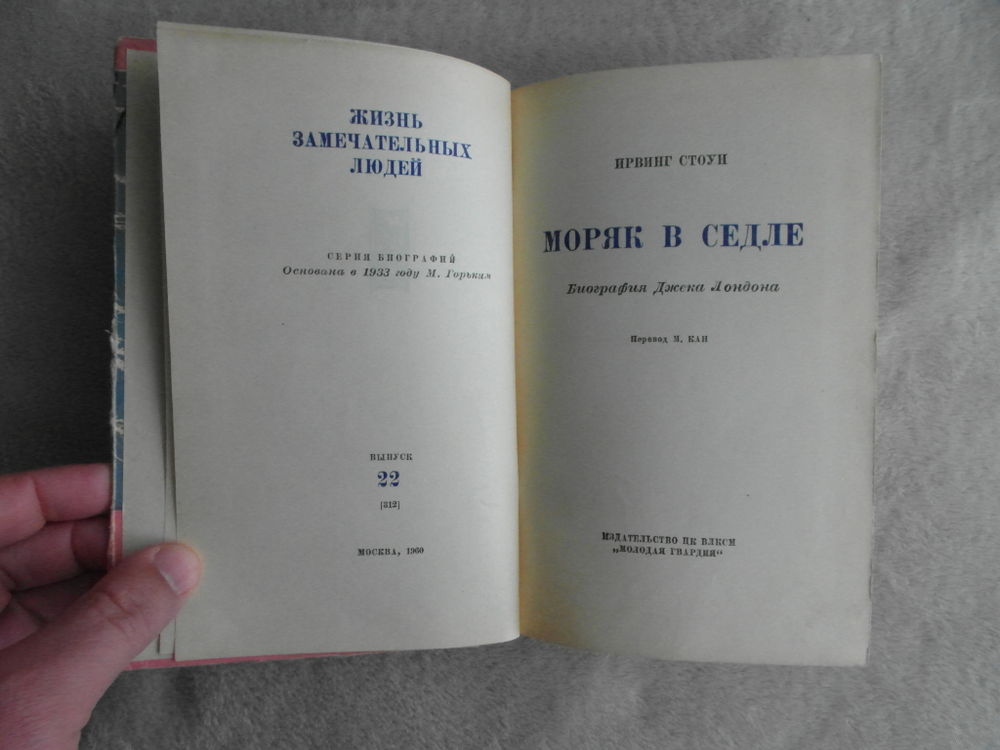 ЖИЗНЬ
ЗАМЕЧАТЕЛЬНЫХ
ЛЮДЕЙ
СЕРИЯ БИОГРАФИЙ
Основана в 1933 году М. Горьким
ВЫПУСК
22
[312]
МОСКВА, 1960
ИРВИНГ СТОУН
МОРЯК В СЕДЛЕ
Биография Джека Лондона
Перевод М. КАН
ИЗДАТЕЛЬСТВО ЦК ВЛКСМ
„МОЛОДАЯ ГВАРДИЯ“